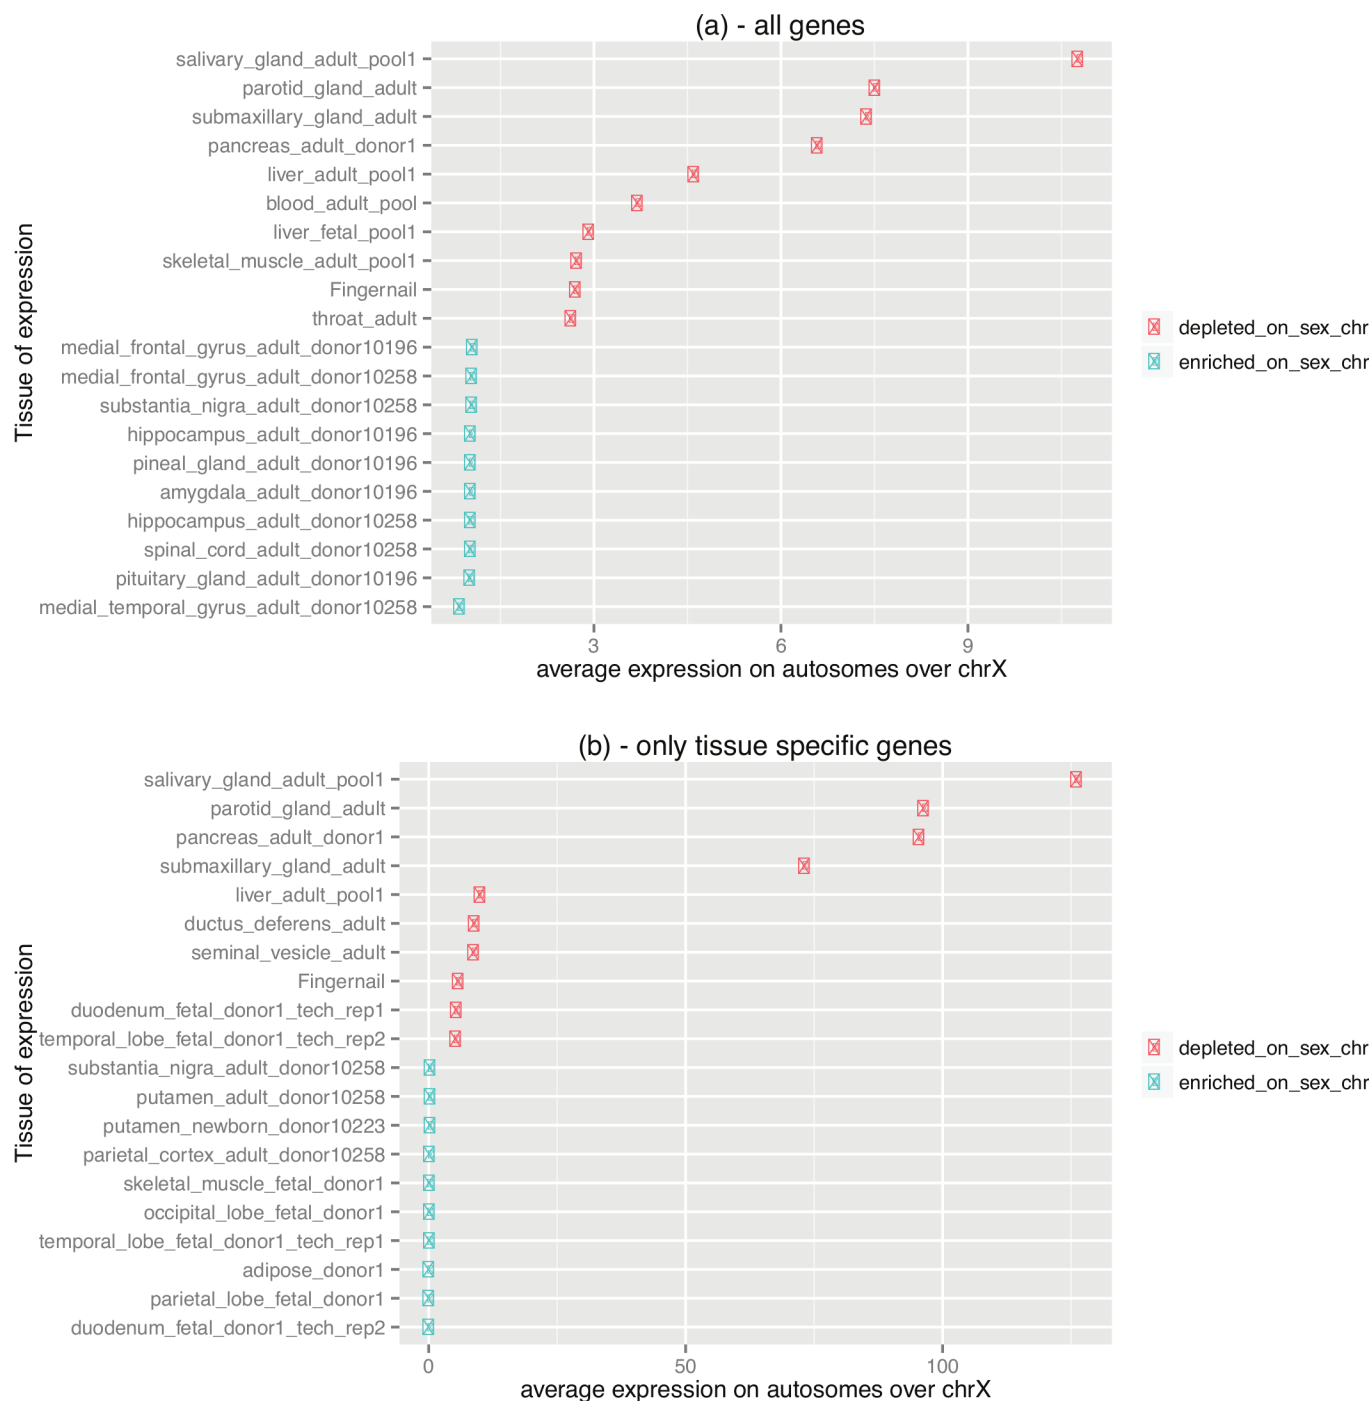 (a) - all genes
salivary_gland_adult_pool1
parotid_gland_adult
submaxillary_gland_adult
pancreas_adult_donor1
liver_adult_pool1
blood_adult_pool
liver_fetal_pool1
skeletal_muscle_adult_pool1
Fingernail
throat_adult
medial_frontal_gyrus_adult_donor10196
medial_frontal_gyrus_adult_donor10258
substantia_nigra_adult_donor10258
hippocampus_adult_donor10196
pineal_gland_adult_donor10196
amygdala_adult_donor10196
hippocampus_adult_donor10258
spinal_cord_adult_donor10258
pituitary_gland_adult_donor10196
medial_temporal_gyrus_adult_donor10258
Tissue of expression
3 6 9
average expression on autosomes over chrX
depleted_on_sex_chr
enriched_on_sex_chr
(b) - only tissue specific genes
salivary_gland_adult_pool1
parotid_gland_adult
pancreas_adult_donor1
submaxillary_gland_adult
liver_adult_pool1
ductus_deferens_adult
seminal_vesicle_adult
Fingernail
duodenum_fetal_donor1_tech_rep1
temporal_lobe_fetal_donor1_tech_rep2
substantia_nigra_adult_donor10258
putamen_adult_donor10258
putamen_newborn_donor10223
parietal_cortex_adult_donor10258
skeletal_muscle_fetal_donor1
occipital_lobe_fetal_donor1
temporal_lobe_fetal_donor1_tech_rep1
adipose_donor1
parietal_lobe_fetal_donor1
duodenum_fetal_donor1_tech_rep2
Tissue of expression
0 50 100
average expression on autosomes over chrX
depleted_on_sex_chr
enriched_on_sex_chr